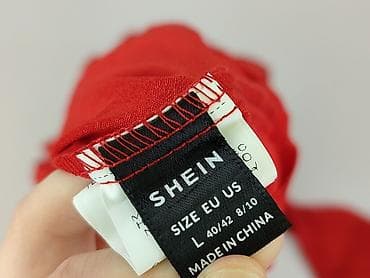 SHEIN
SIZE EU US
L 40/42 8/10
MADE IN CHINA